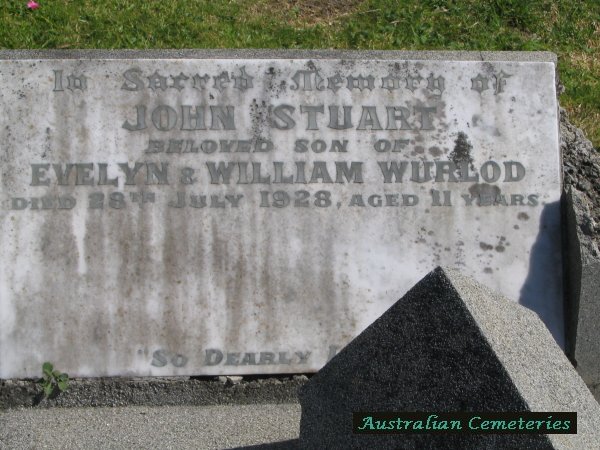 In Sacred Memory of
JOHN STUART
BELOVED SON OF
EVELYN & WILLIAM WURLOD
DIED 28TH JULY 1928, AGED 11 YEARS.
"SO DEARLY
Australian Cemeteries